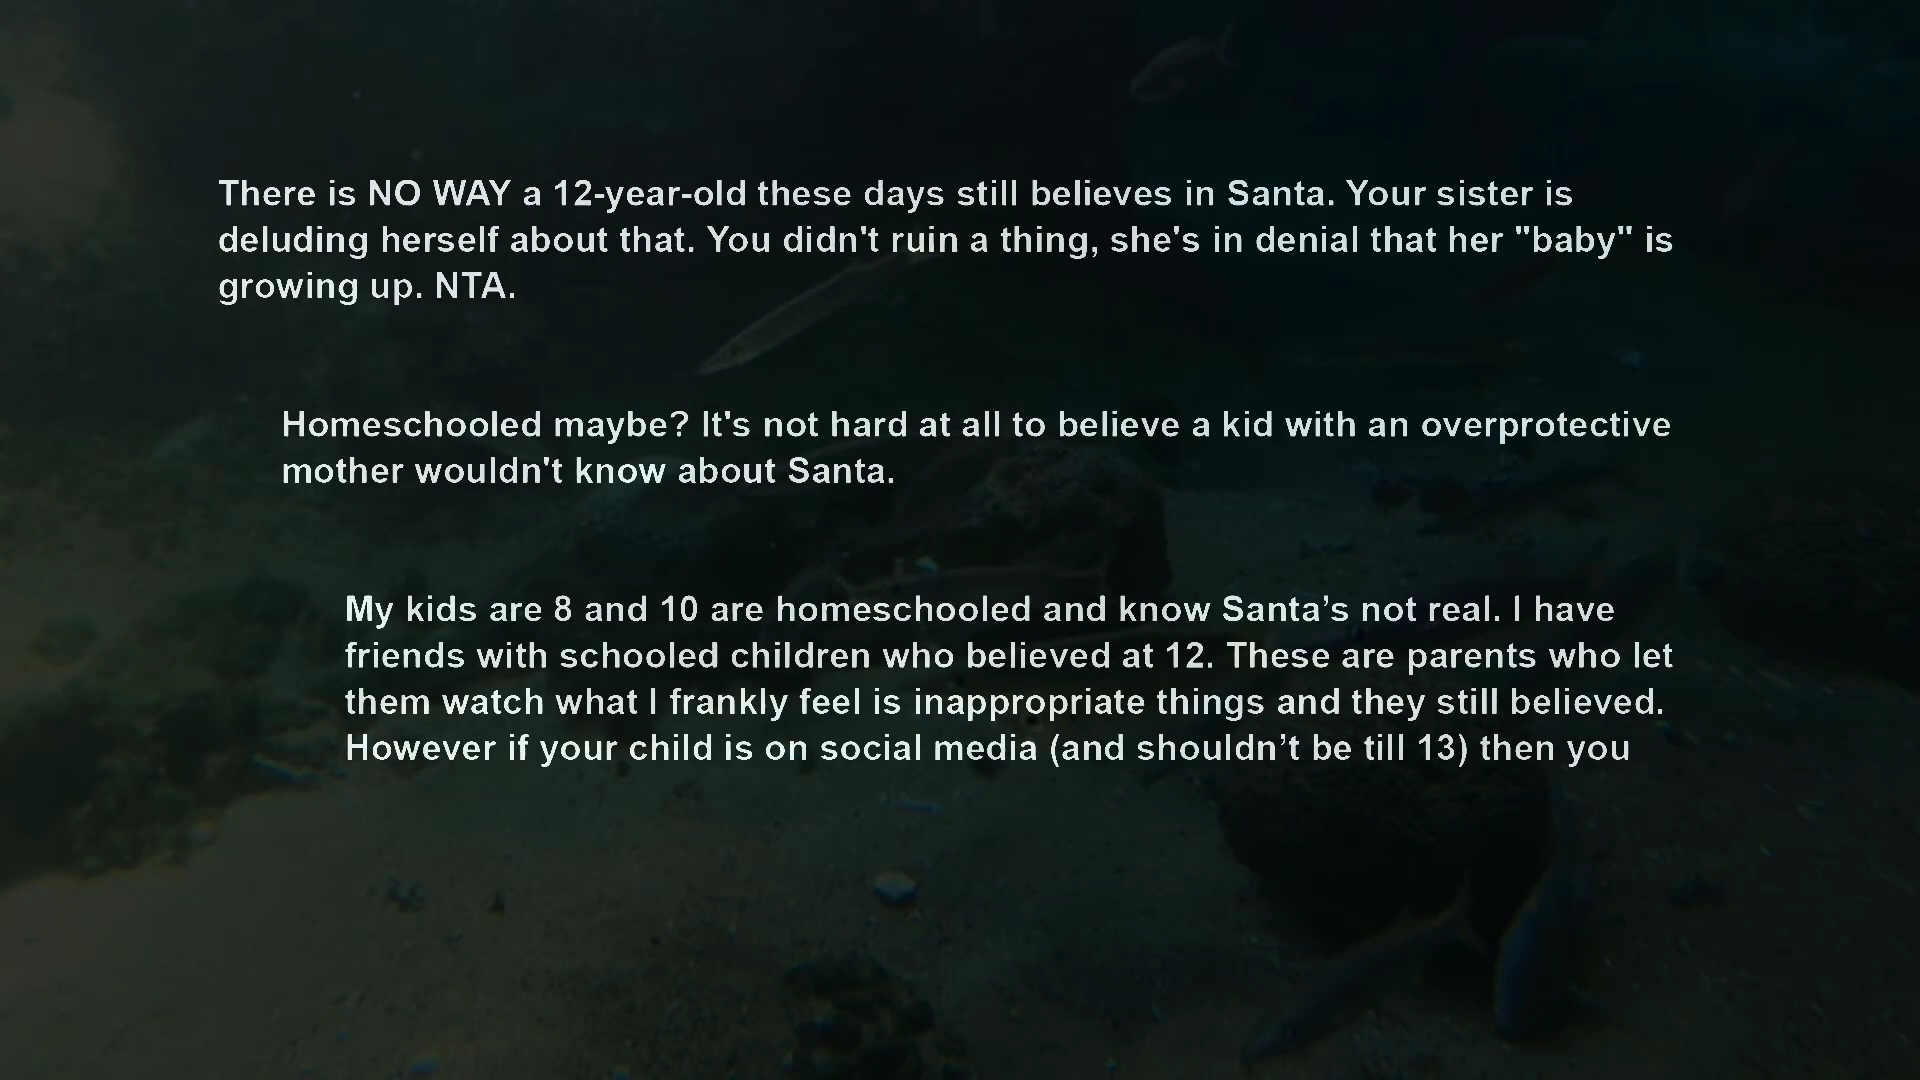 There is NO WAY a 12-year-old these days still believes in Santa. Your sister is
deluding herself about that. You didn't ruin a thing, she's in denial that her "baby" is
growing up. NTA.
Homeschooled maybe? It's not hard at all to believe a kid with an overprotective
mother wouldn't know about Santa.
My kids are 8 and 10 are homeschooled and know Santa’s not real. I have
friends with schooled children who believed at 12. These are parents who let
them watch what I frankly feel is inappropriate things and they still believed.
However if your child is on social media (and shouldn’t be till 13) then you